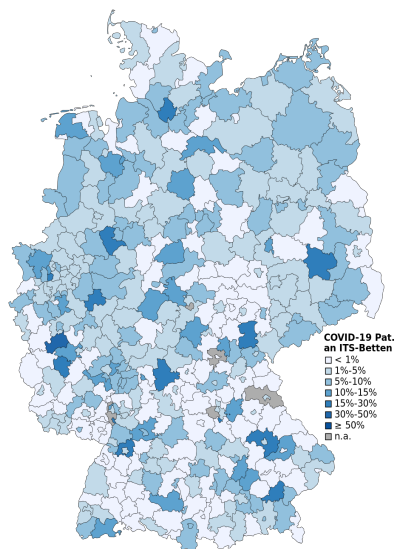 COVID-19 Pat.
an ITS-Betten
< 1%
1%-5%
5%-10%
10%-15%
15%-30%
30%-50%
≥ 50%
n.a.